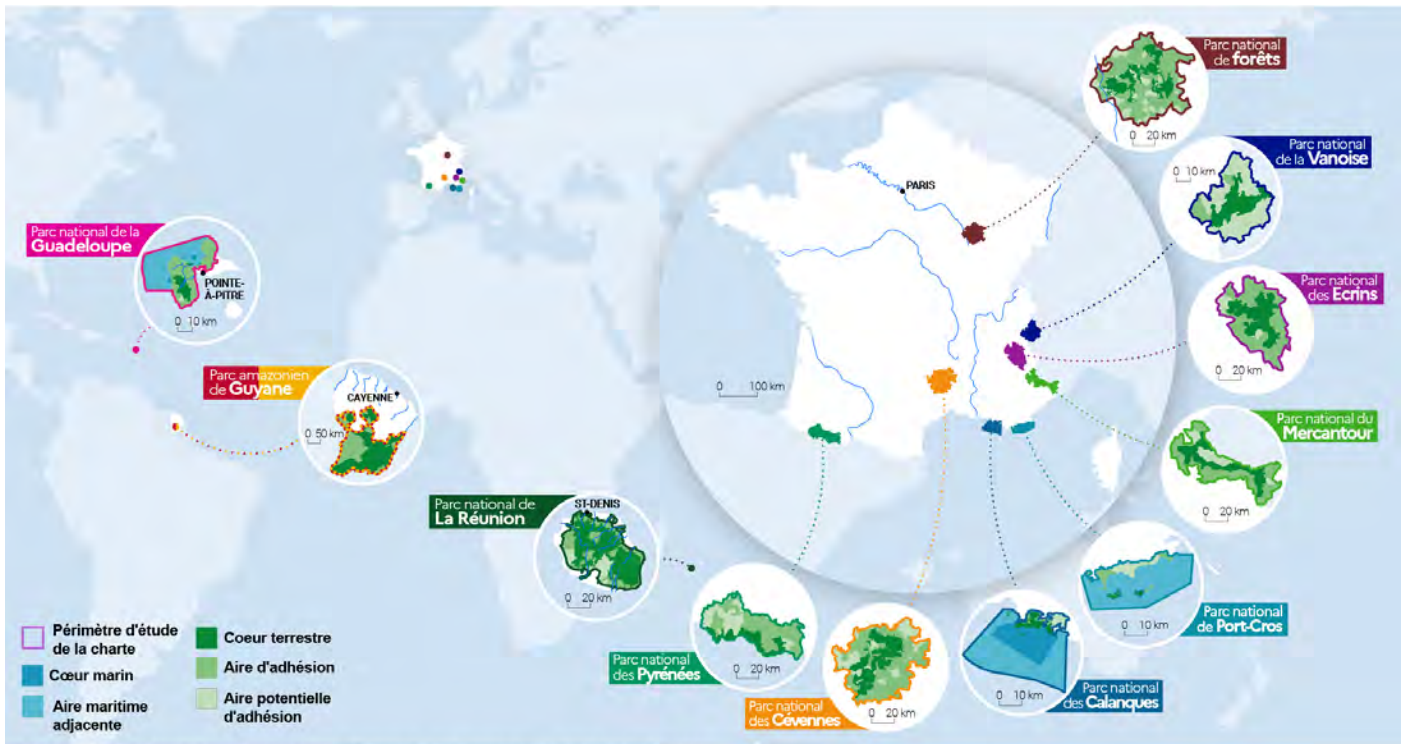 Parc national
de forêts
0 20 km
Parc national
de la Vanoise
0 10 km
PARIS
Parc national de la
Guadeloupe
POINTE-
À-PITRE
0 10 km
Parc national
des Ecrins
0 20 km
Parc amazonien
de Guyane
CAYENNE
0 50 km
0 100 km
Parc national du
Mercantour
0 20 km
Parc national de
La Réunion
ST-DENIS
0 20 km
Parc national
de Port-Cros
0 10 km
Parc national
des Pyrénées
0 20 km
Parc national
des Cévennes
0 20 km
Parc national
des Calanques
0 10 km
Périmètre d'étude
de la charte
Cœur marin
Aire maritime
adjacente
Coeur terrestre
Aire d'adhésion
Aire potentielle
d'adhésion